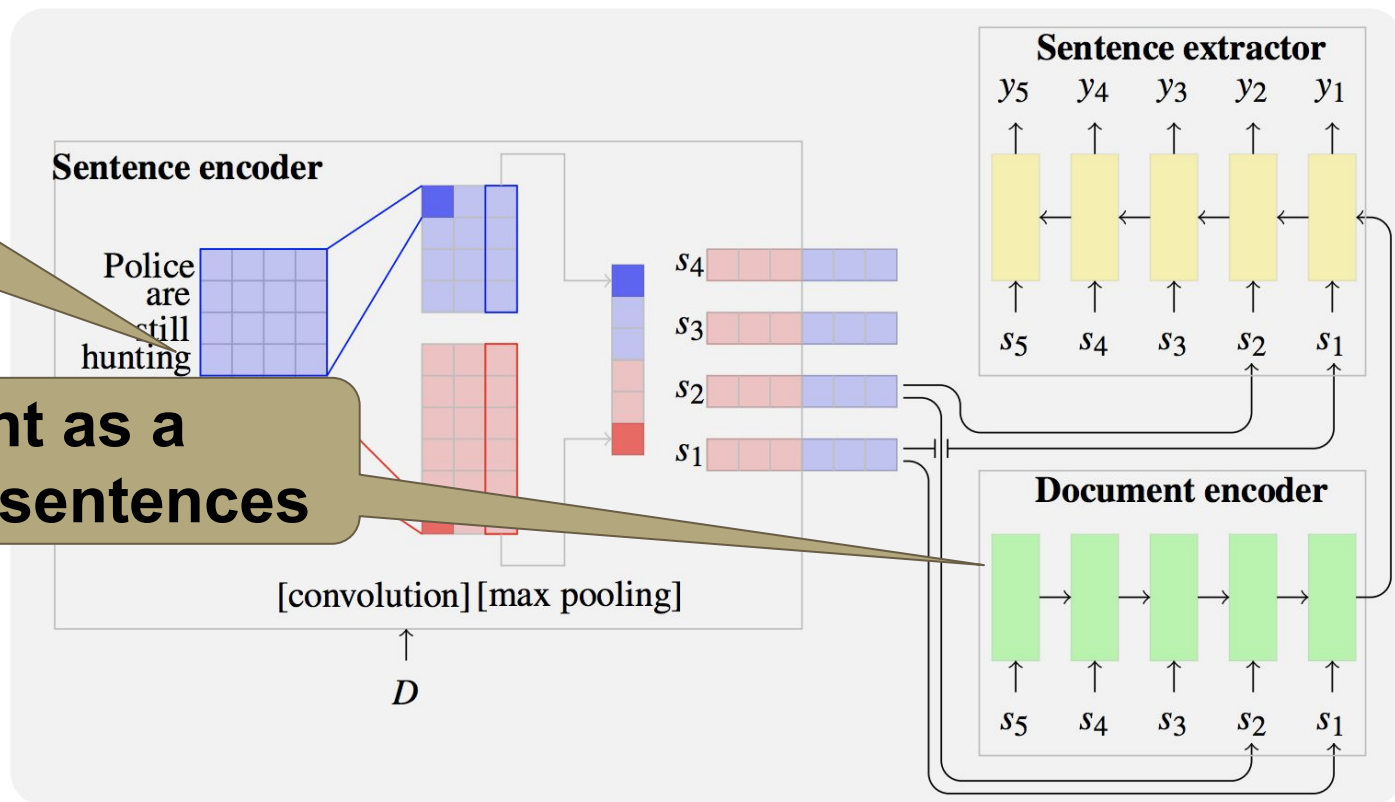 Sentence extractor
y5 y4 y3 y2 y1
s5 s4 s3 s2 s1
Sentence encoder
Police
are
still
hunting
s4
s3
s2
s1
nt as a
sentences
[convolution] [max pooling]
D
Document encoder
s5 s4 s3 s2 s1